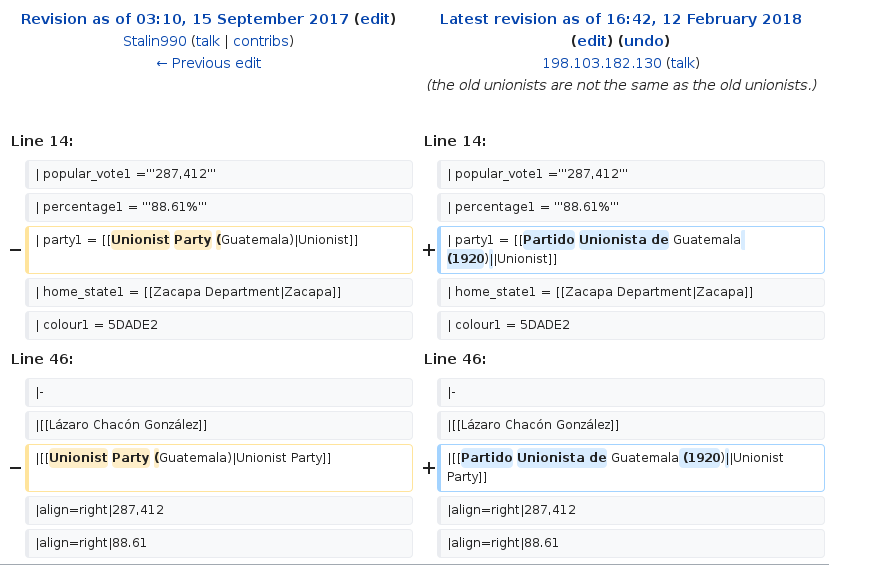 Revision as of 03:10, 15 September 2017 (edit)
Stalin990 (talk | contribs)
← Previous edit
Latest revision as of 16:42, 12 February 2018
(edit) (undo)
198.103.182.130 (talk)
(the old unionists are not the same as the old unionists.)
Line 14:
Line 14:
| popular_vote1 ='''287,412'''
| popular_vote1 ='''287,412'''
| percentage1 = '''88.61%'''
| percentage1 = '''88.61%'''
− | party1 = [[Unionist Party (Guatemala)|Unionist]]
+ | party1 = [[Partido Unionista de Guatemala
(1920)||Unionist]]
| home_state1 = [[Zacapa Department|Zacapa]]
| home_state1 = [[Zacapa Department|Zacapa]]
| colour1 = 5DADE2
| colour1 = 5DADE2
Line 46:
Line 46:
|-
|-
|[[Lázaro Chacón González]]
|[[Lázaro Chacón González]]
− |[[Unionist Party (Guatemala)|Unionist Party]]
+ |[[Partido Unionista de Guatemala (1920)||Unionist
Party]]
|align=right|287,412
|align=right|287,412
|align=right|88.61
|align=right|88.61